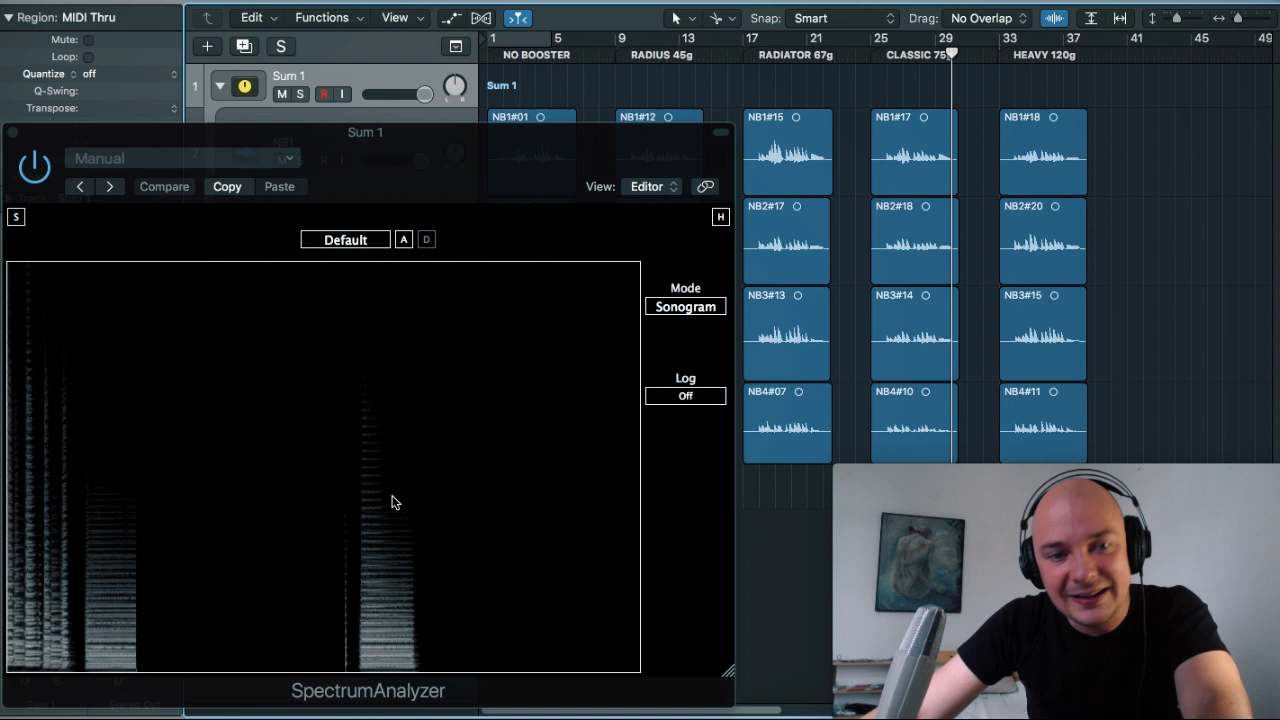 Region: MIDI Thru
Mute:
Loop:
Quantize off
Q-Swing:
Transpose:
Edit Functions View Snap: Smart Drag: No Overlap
S
1 5 9 13 17 21 25 29 33 37 41 45 49
NO BOOSTER RADIUS 45g RADIATOR 67g CLASSIC 75g HEAVY 120g
1 Sum 1
M S R I L R
Sum 1
NB1#01 NB1#12 NB1#15 NB1#17 NB1#18
NB2#17 NB2#18 NB2#20
NB3#13 NB3#14 NB3#15
NB4#07 NB4#10 NB4#11
Sum 1
Manual
Compare Copy Paste View: Editor
S H
Default A D
Mode
Sonogram
Log
Off
SpectrumAnalyzer